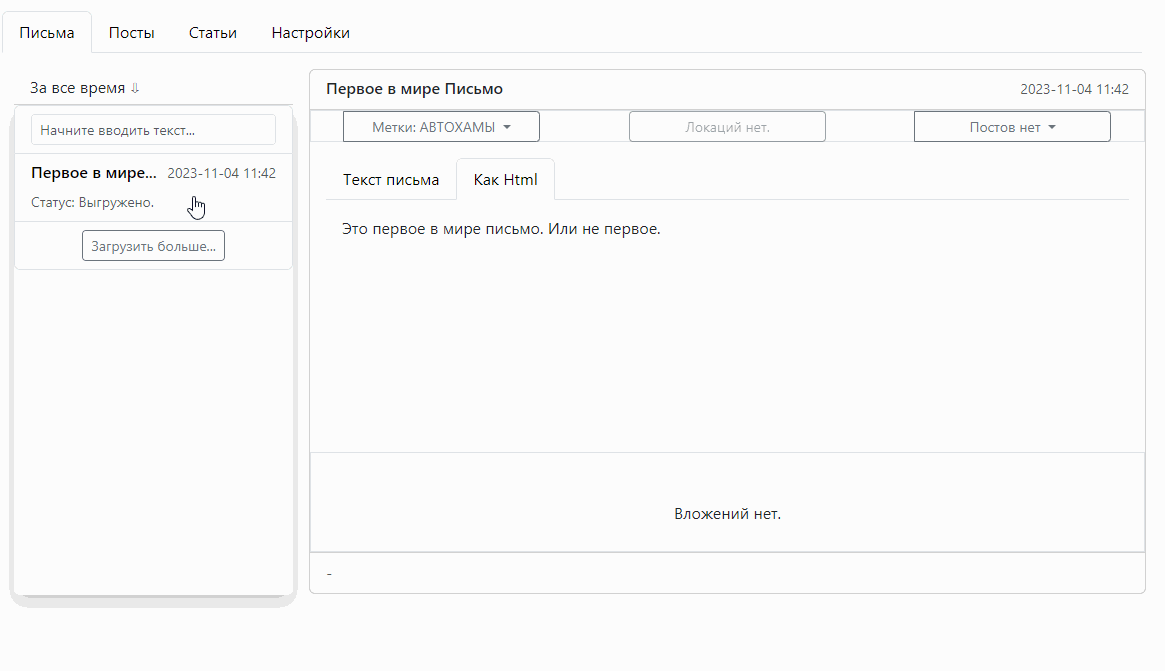 Письма Посты Статьи Настройки
За все время ⇩
Начните вводить текст...
Первое в мире... 2023-11-04 11:42
Статус: Выгружено.
Загрузить больше...
Первое в мире Письмо 2023-11-04 11:42
Метки: АВТОХАМЫ Локаций нет. Постов нет
Текст письма Как Html
Это первое в мире письмо. Или не первое.
Вложений нет.
-